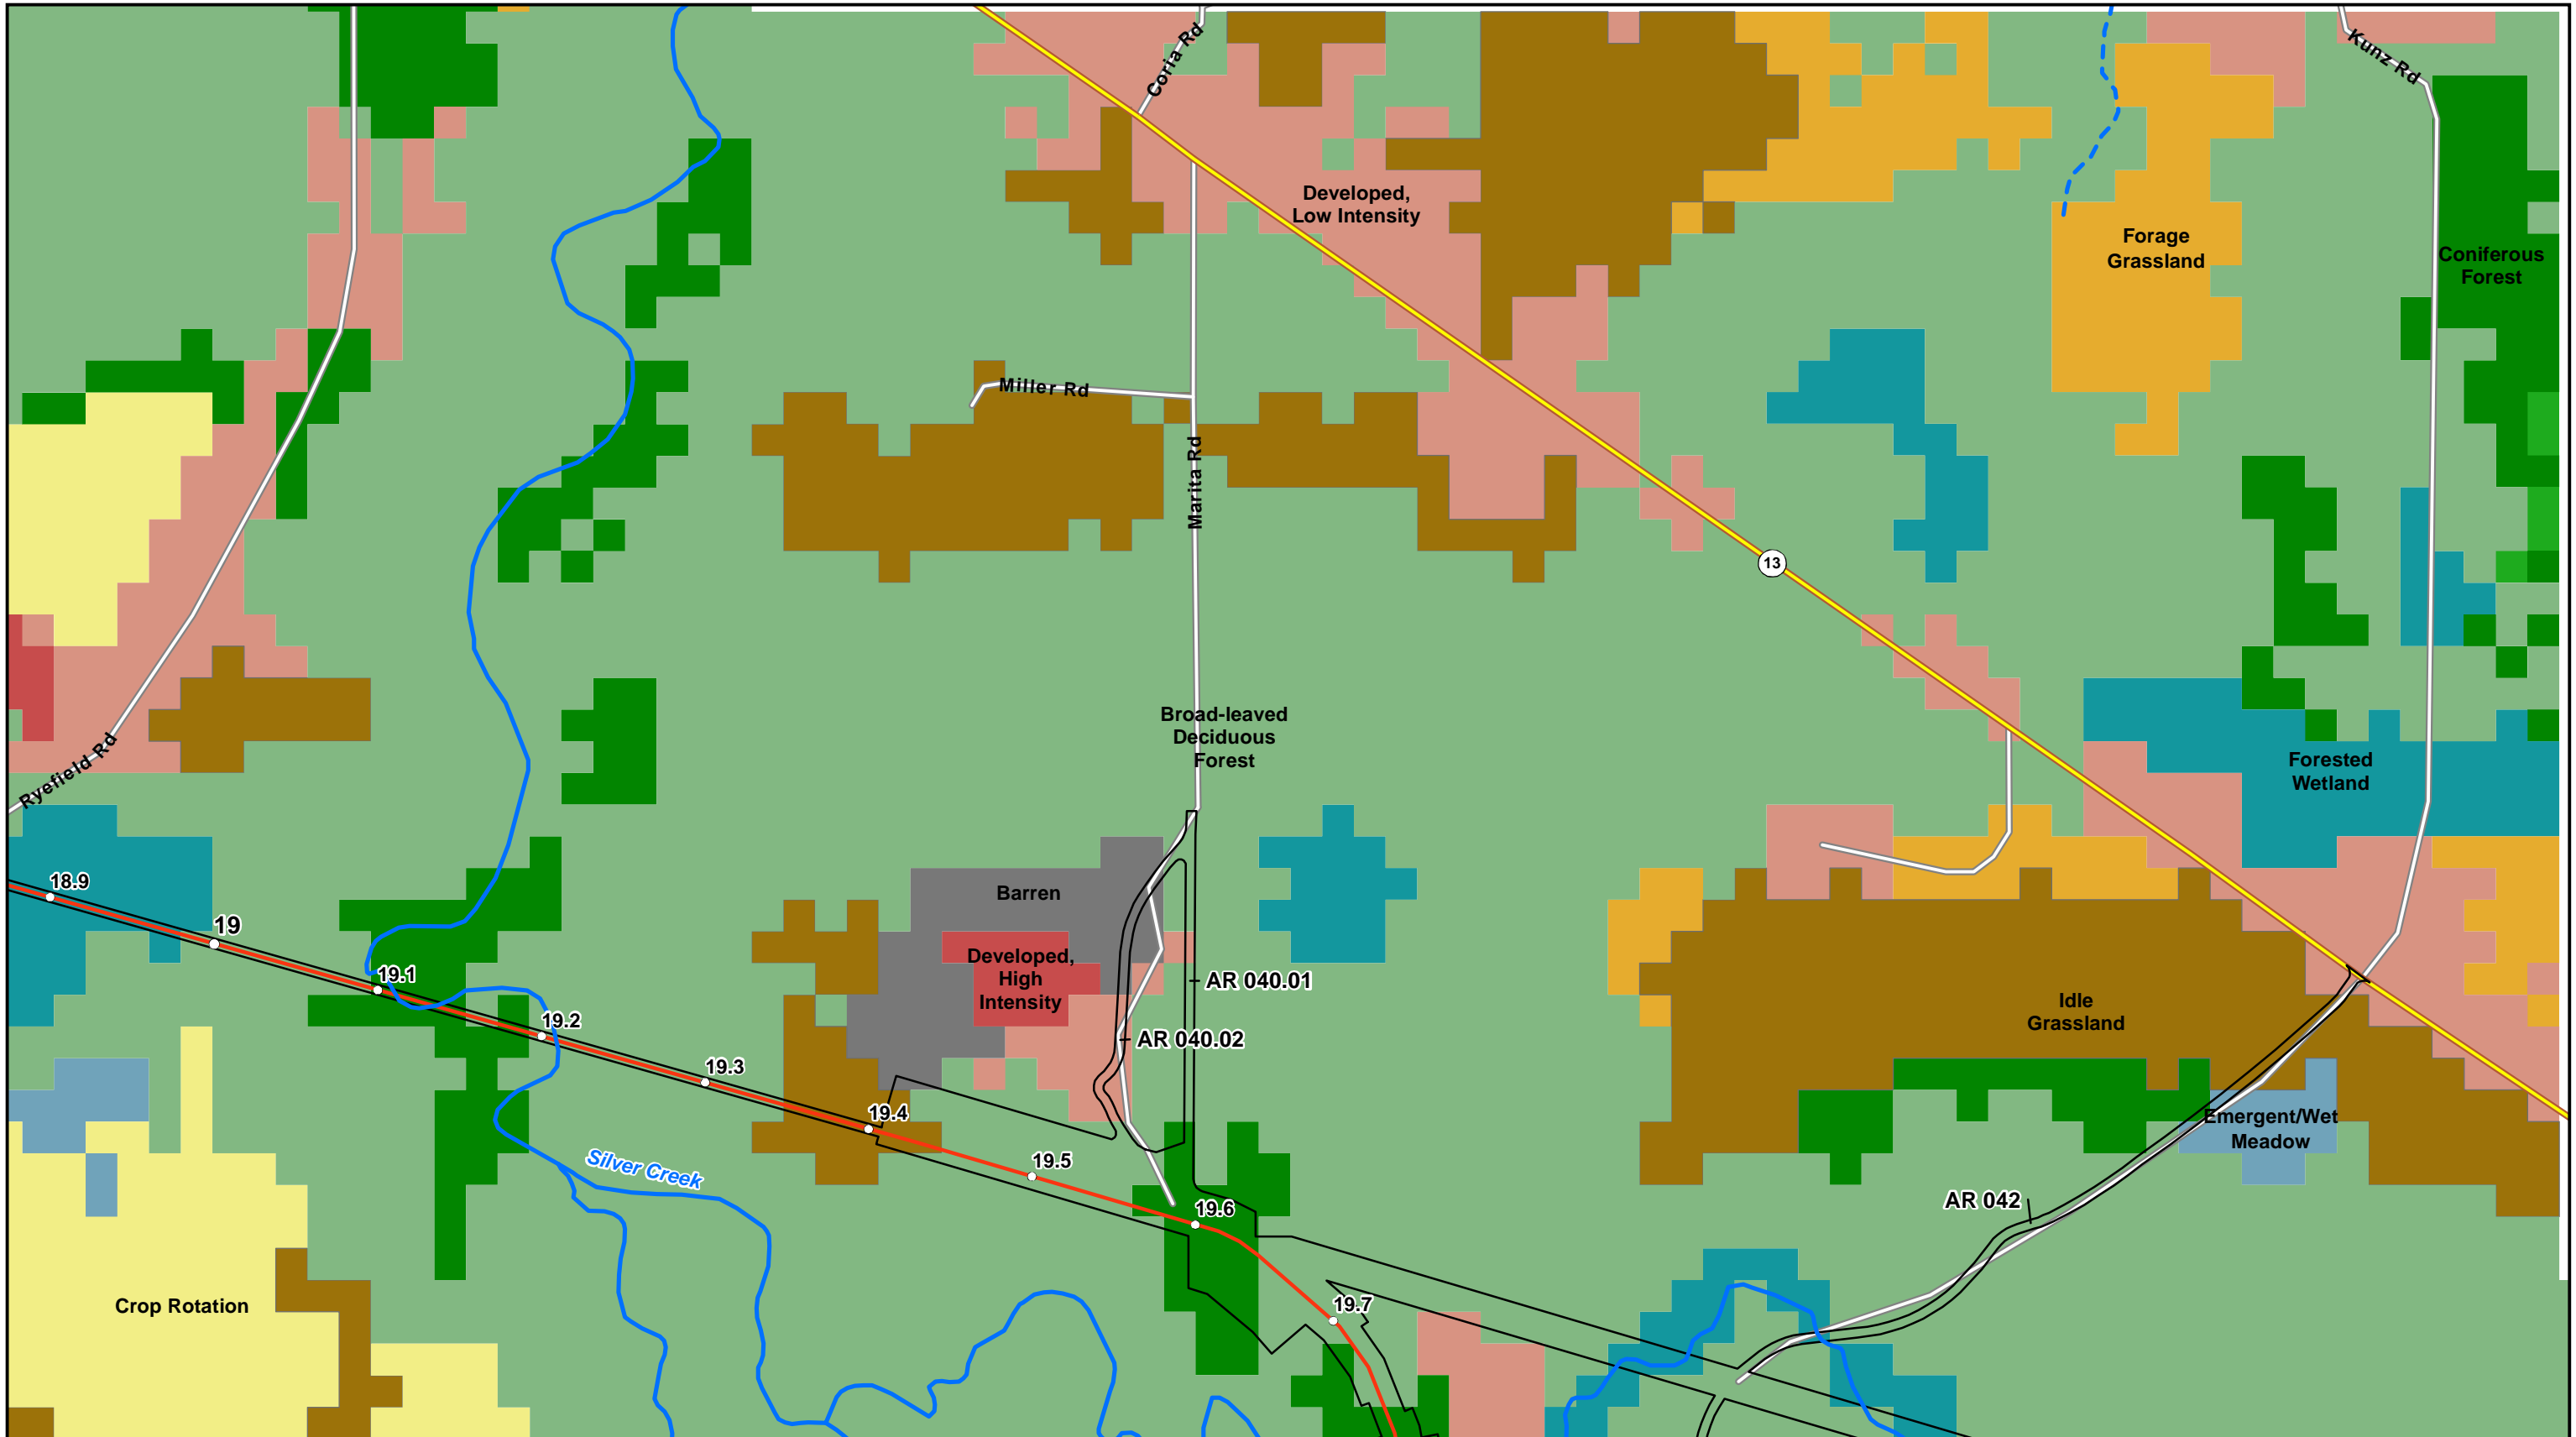 Coria Rd
Kunz Rd
Developed,
Low Intensity
Forage
Grassland
Coniferous
Forest
Miller Rd
Marita Rd
13
Ryefield Rd
Broad-leaved
Deciduous
Forest
Forested
Wetland
18.9
19
19.1
19.2
19.3
19.4
19.5
19.6
19.7
Barren
Developed,
High
Intensity
AR 040.01
AR 040.02
Idle
Grassland
Emergent/Wet
Meadow
AR 042
Silver Creek
Crop Rotation